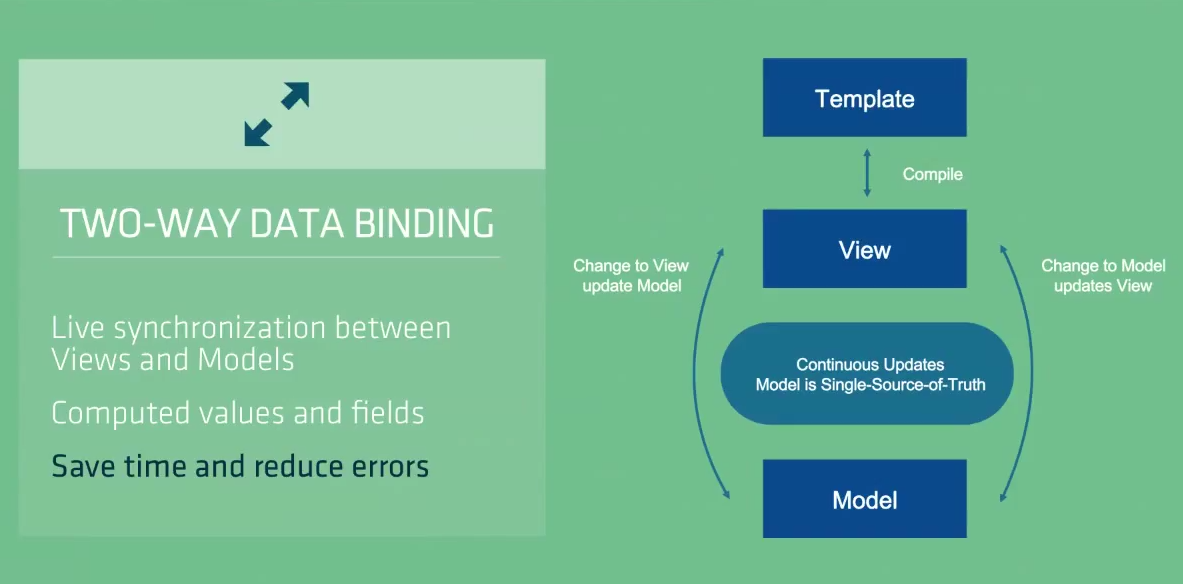 TWO-WAY DATA BINDING
Live synchronization between
Views and Models
Computed values and fields
Save time and reduce errors
Template
Compile
View
Change to View
update Model
Change to Model
updates View
Continuous Updates
Model is Single-Source-of-Truth
Model